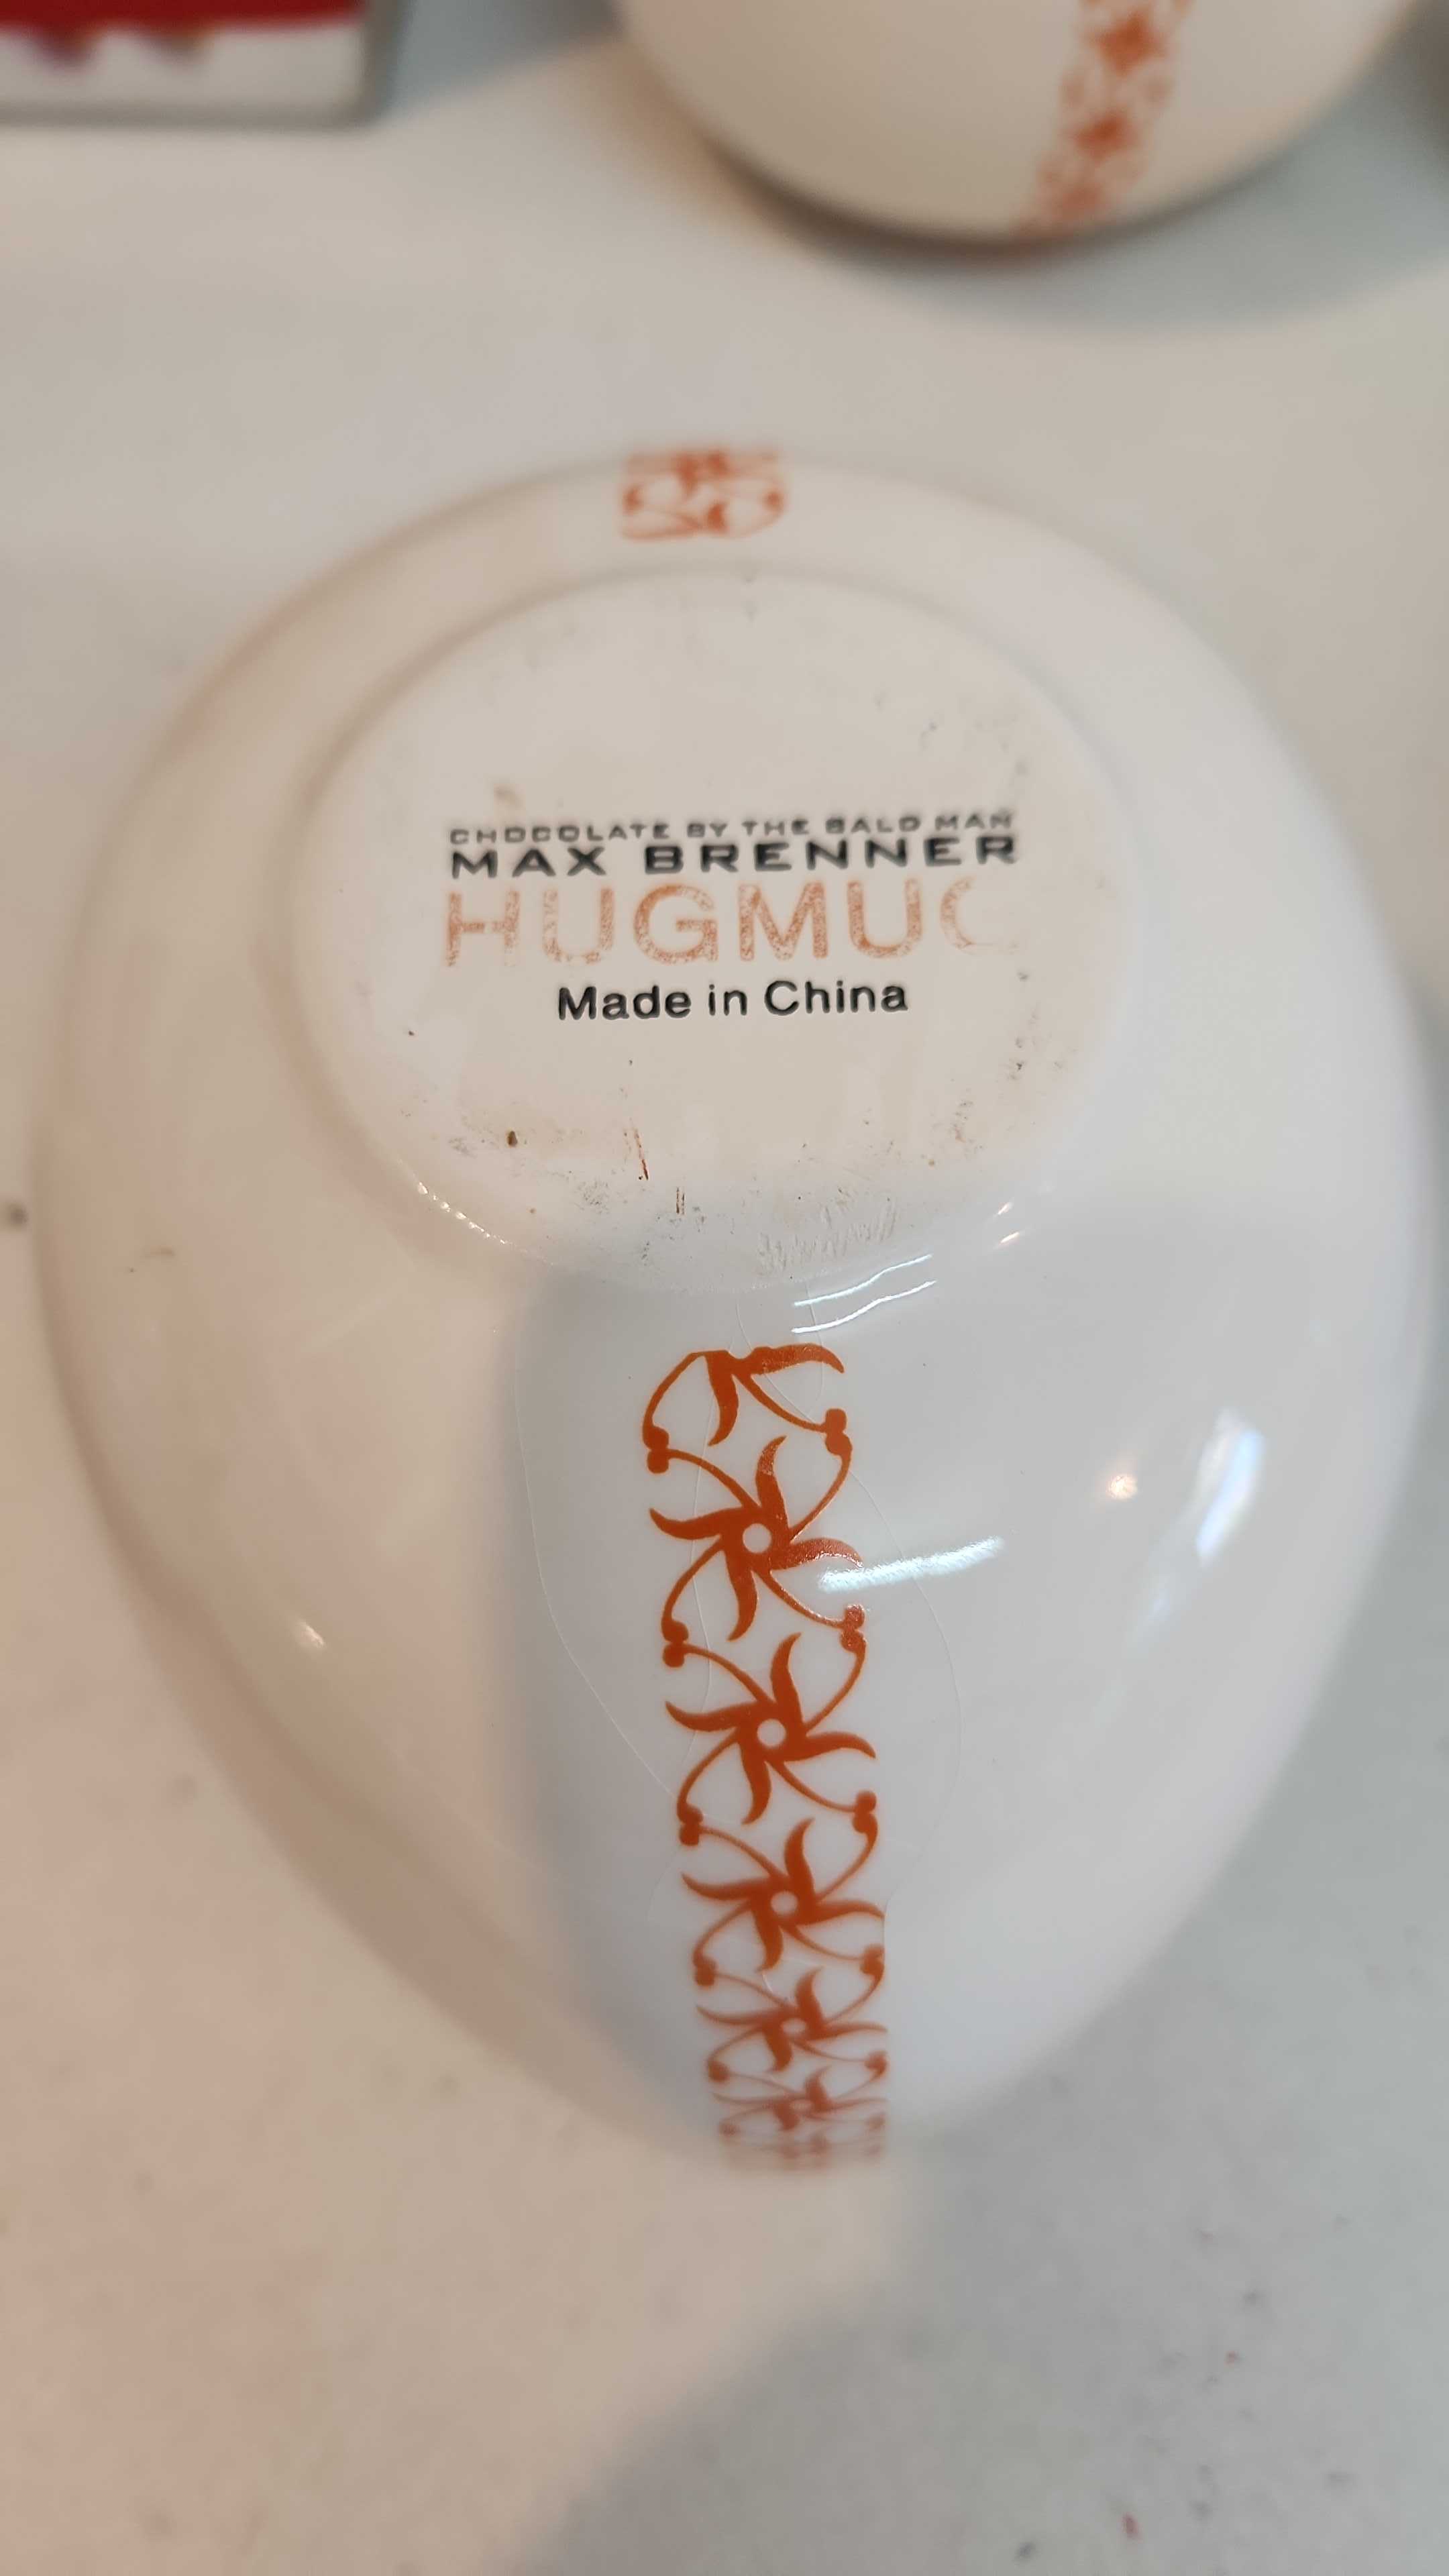 CHOCOLATE BY THE BALD MAN
MAX BRENNER
HUGMUG
Made in China